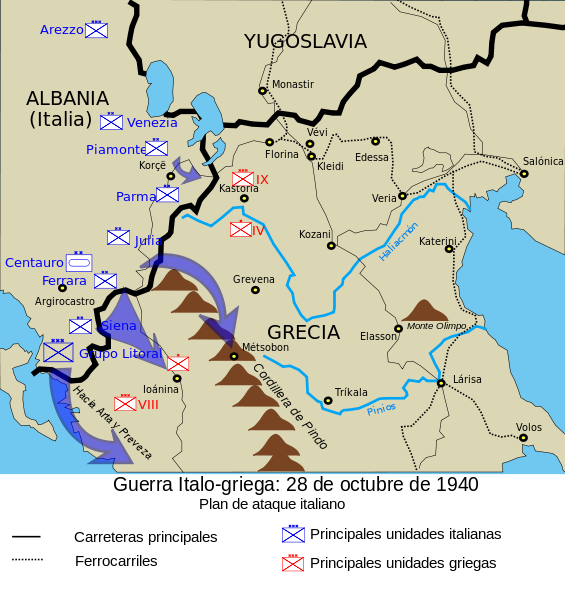 Arezzo
YUGOSLAVIA
Monastir
ALBANIA
(Italia)
Venezia
Vévi
Piamonte
Florina
Kleidi
Edessa
Korçë
Salónica
IX
Kastoria
Parma
Veria
IV
Julia
Kozani
Haliacmón
Katerini
Centauro
Ferrara
Grevena
Argirocastro
Siena
GRECIA
Monte Olimpo
Elasson
Grupo Litoral
Métsobon
Cordillera de Pindo
Ioánina
Lárisa
Hacia Arta y Preveza
VIII
Tríkala
Pinios
Volos
Guerra Italo-griega: 28 de octubre de 1940
Plan de ataque italiano
Carreteras principales
Principales unidades italianas
Ferrocarriles
Principales unidades griegas